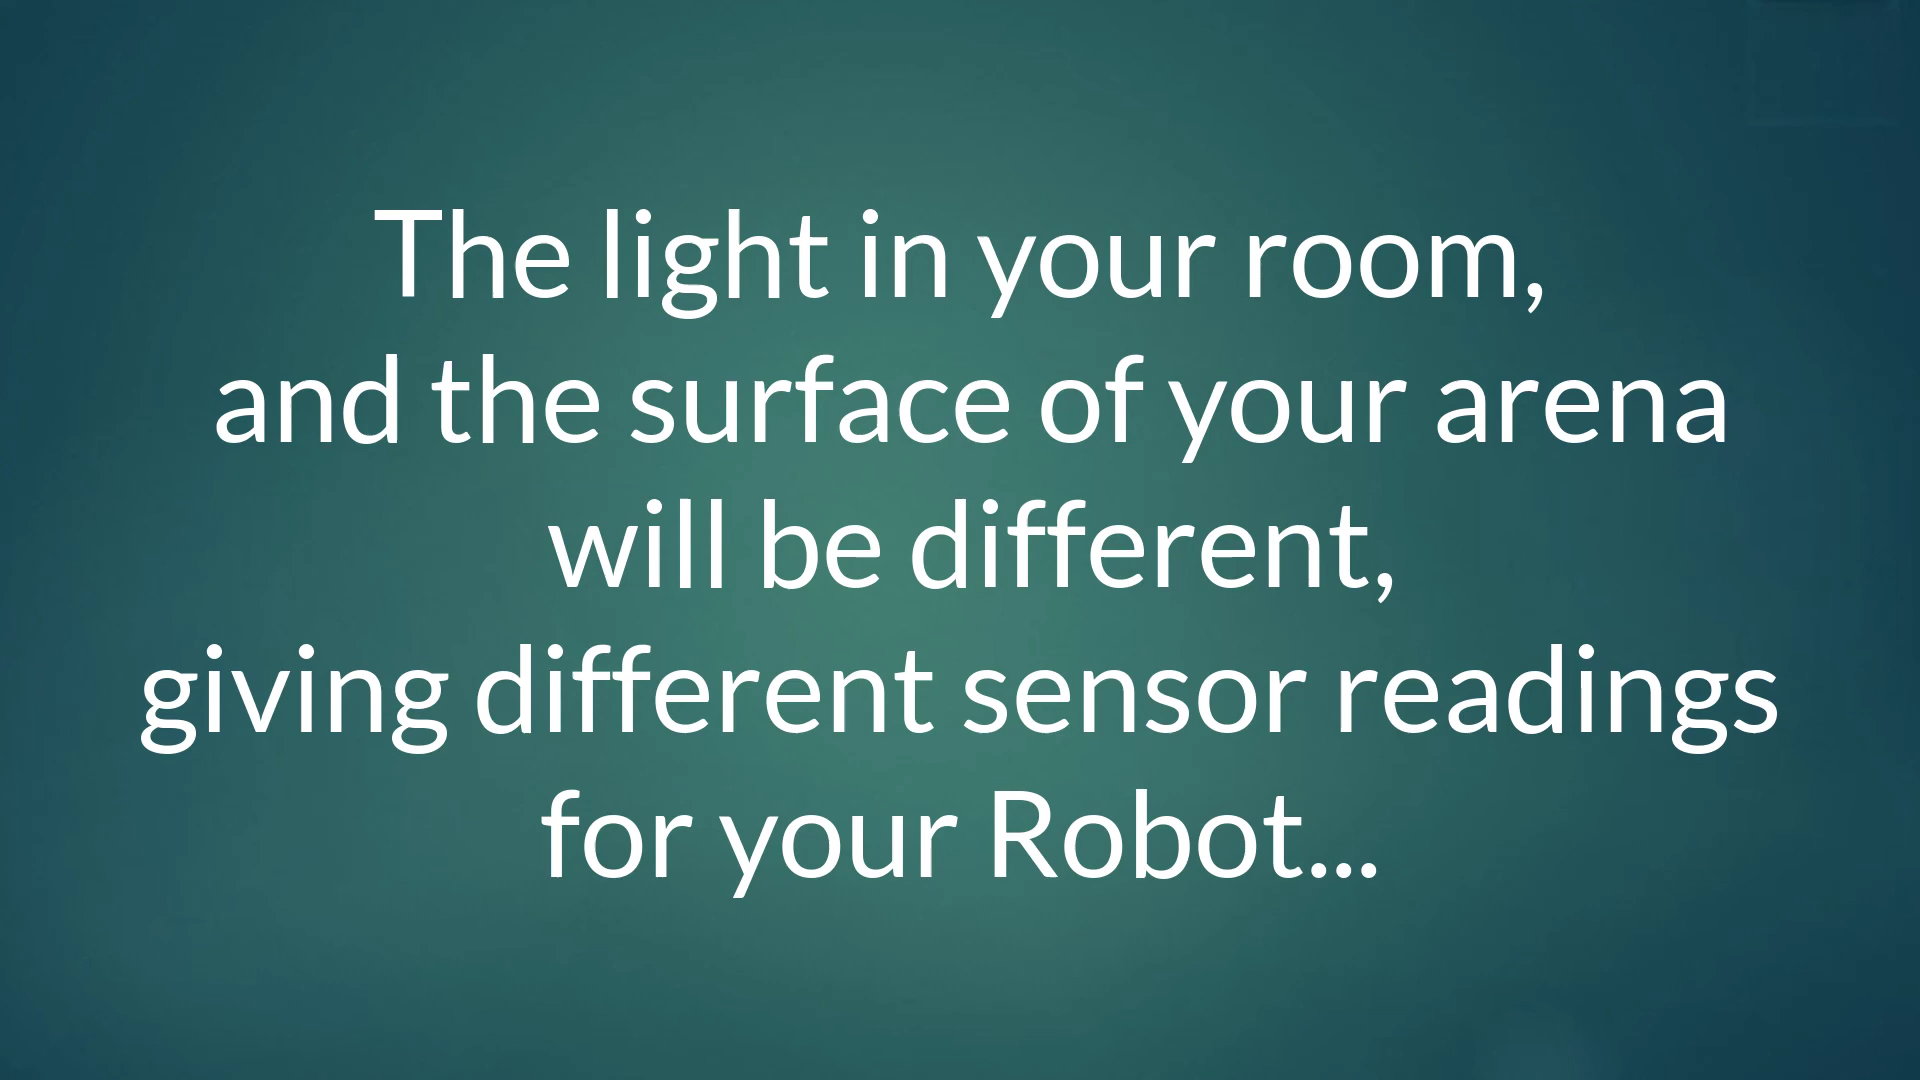 The light in your room,
and the surface of your arena
will be different,
giving different sensor readings
for your Robot...